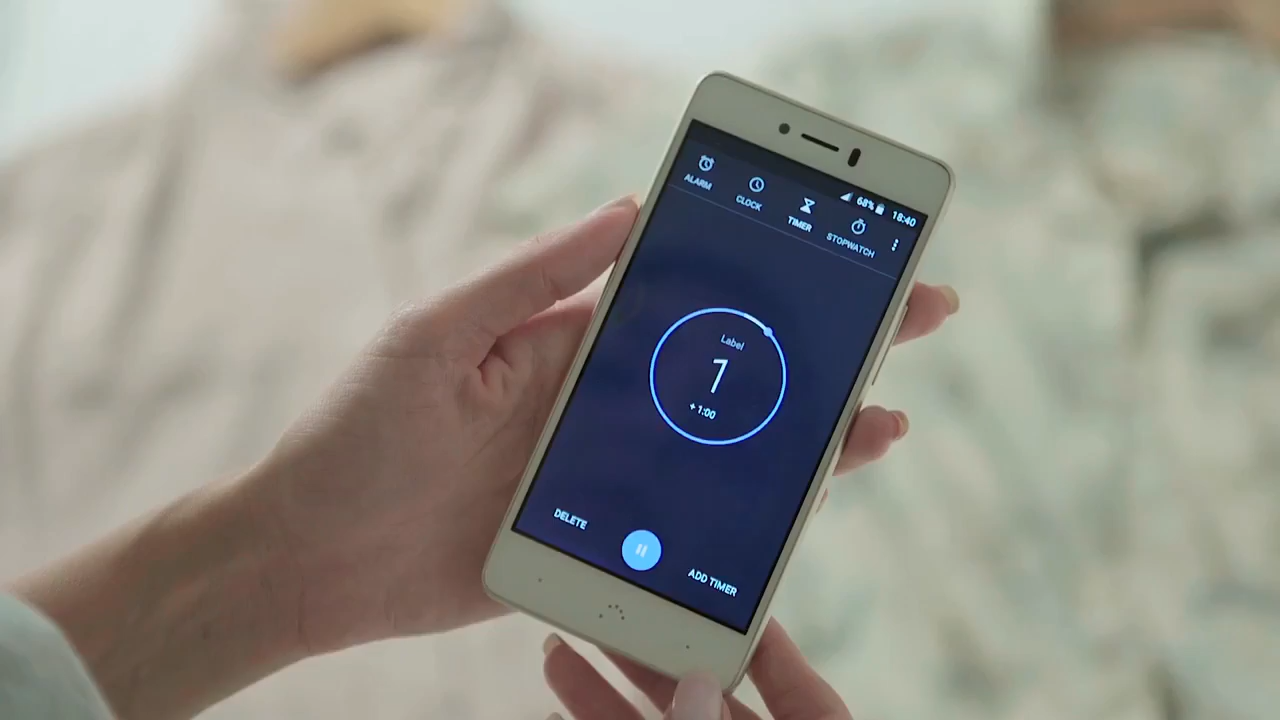 68% 18:40
ALARM CLOCK TIMER STOPWATCH
Label
7
+ 1:00
DELETE
ADD TIMER